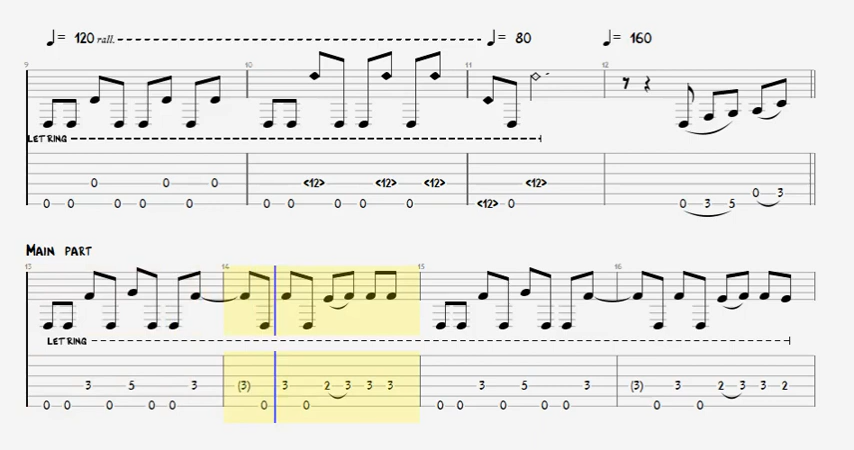 ♩= 120 rall. ♩= 80 ♩= 160
9 10 11 12
LET RING
0 0 0 0 0 0 0 0 0 0 <12> 0 0 <12> 0 <12> <12> 0 <12> 0 3 5 0 3
MAIN PART
13 14 15 16
LET RING
0 0 3 0 5 0 0 3 (3) 0 3 0 2 3 3 3 0 0 3 0 5 0 0 3 (3) 0 3 0 2 3 3 2